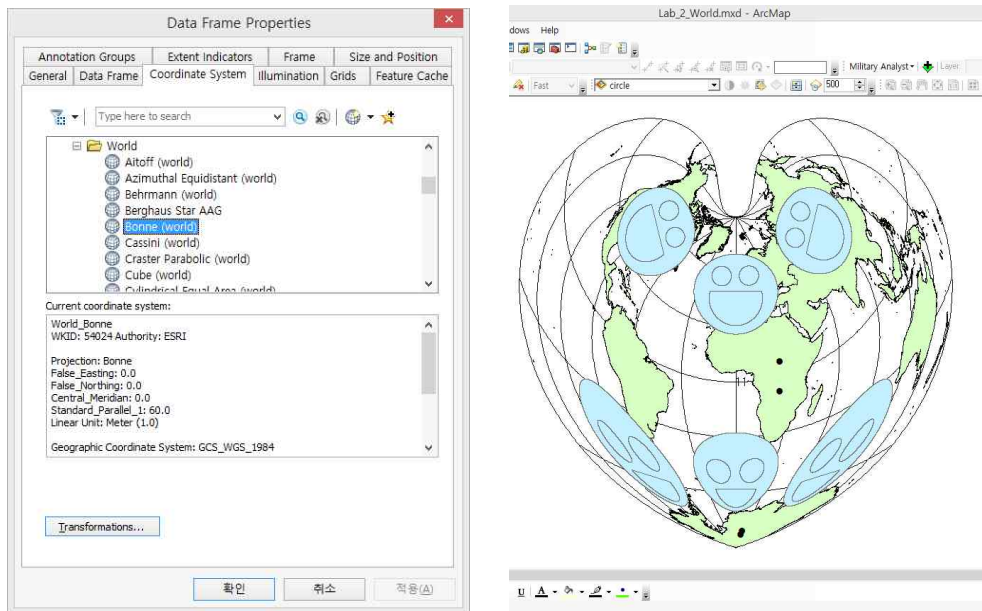 Data Frame Properties
Annotation Groups Extent Indicators Frame Size and Position
General Data Frame Coordinate System Illumination Grids Feature Cache
Type here to search
World
Aitoff (world)
Azimuthal Equidistant (world)
Behrmann (world)
Berghaus Star AAG
Bonne (world)
Cassini (world)
Craster Parabolic (world)
Cube (world)
Cylindrical Equal Area (world)
Current coordinate system:
World_Bonne
WKID: 54024 Authority: ESRI
Projection: Bonne
False_Easting: 0.0
False_Northing: 0.0
Central_Meridian: 0.0
Standard_Parallel_1: 60.0
Linear Unit: Meter (1.0)
Geographic Coordinate System: GCS_WGS_1984
Transformations...
확인 취소 적용(A)
Lab_2_World.mxd - ArcMap
dows Help
Military Analyst Layer:
Fast circle 500
U A